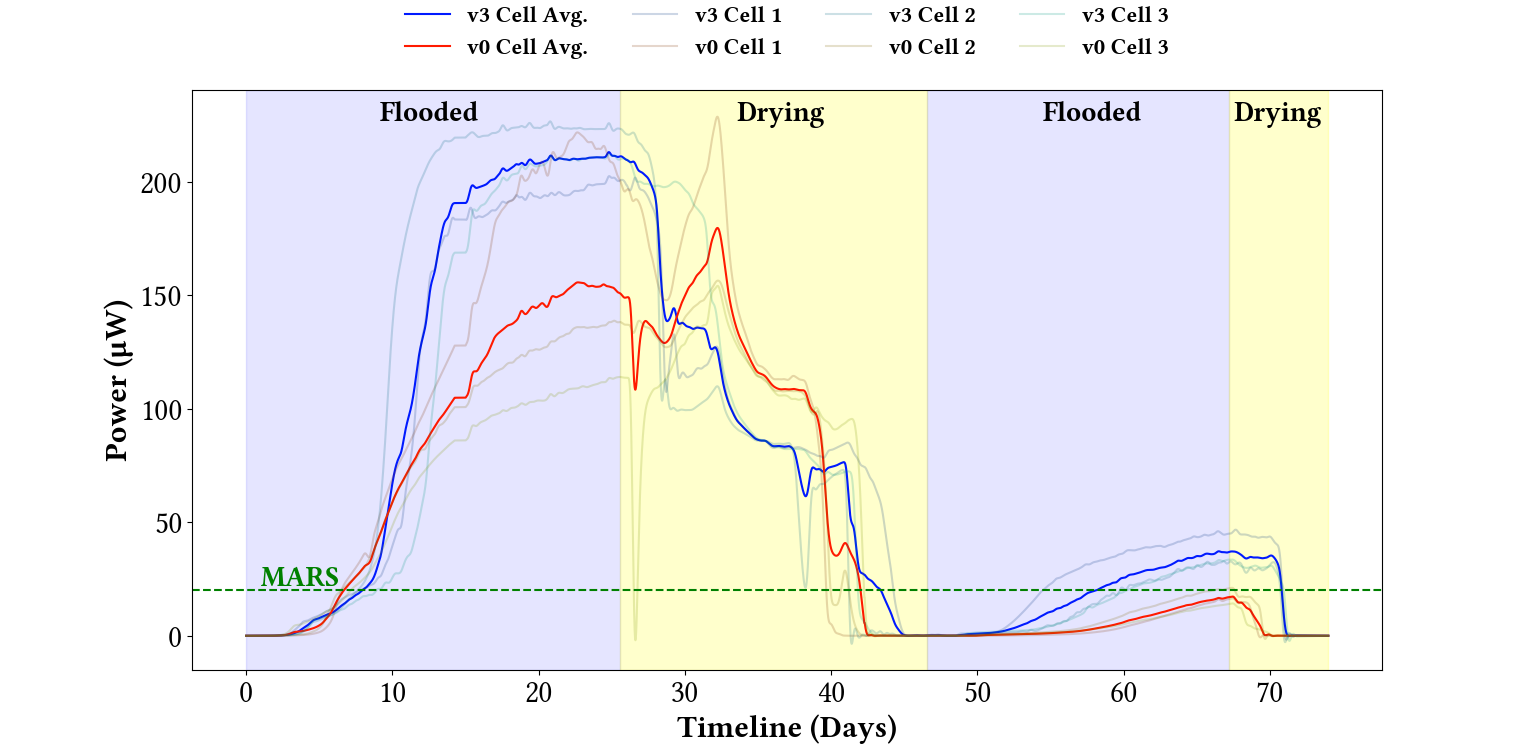 v3 Cell Avg. v3 Cell 1 v3 Cell 2 v3 Cell 3
v0 Cell Avg. v0 Cell 1 v0 Cell 2 v0 Cell 3
Flooded Drying Flooded Drying
200
150
100
50
0
MARS
Power (µW)
0 10 20 30 40 50 60 70
Timeline (Days)